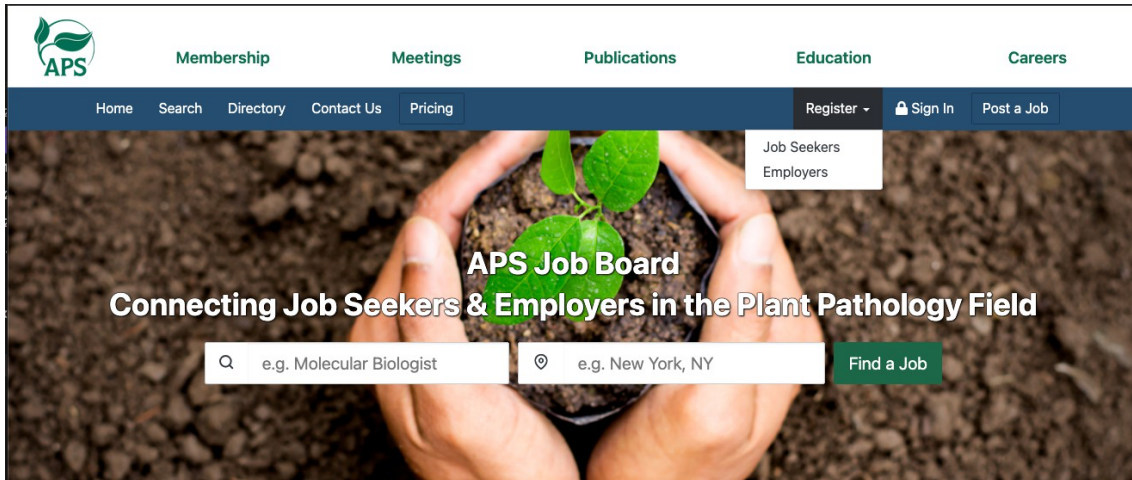 APS
Membership Meetings Publications Education Careers
Home Search Directory Contact Us Pricing Register Sign In Post a Job
Job Seekers
Employers
APS Job Board
Connecting Job Seekers & Employers in the Plant Pathology Field
e.g. Molecular Biologist e.g. New York, NY Find a Job